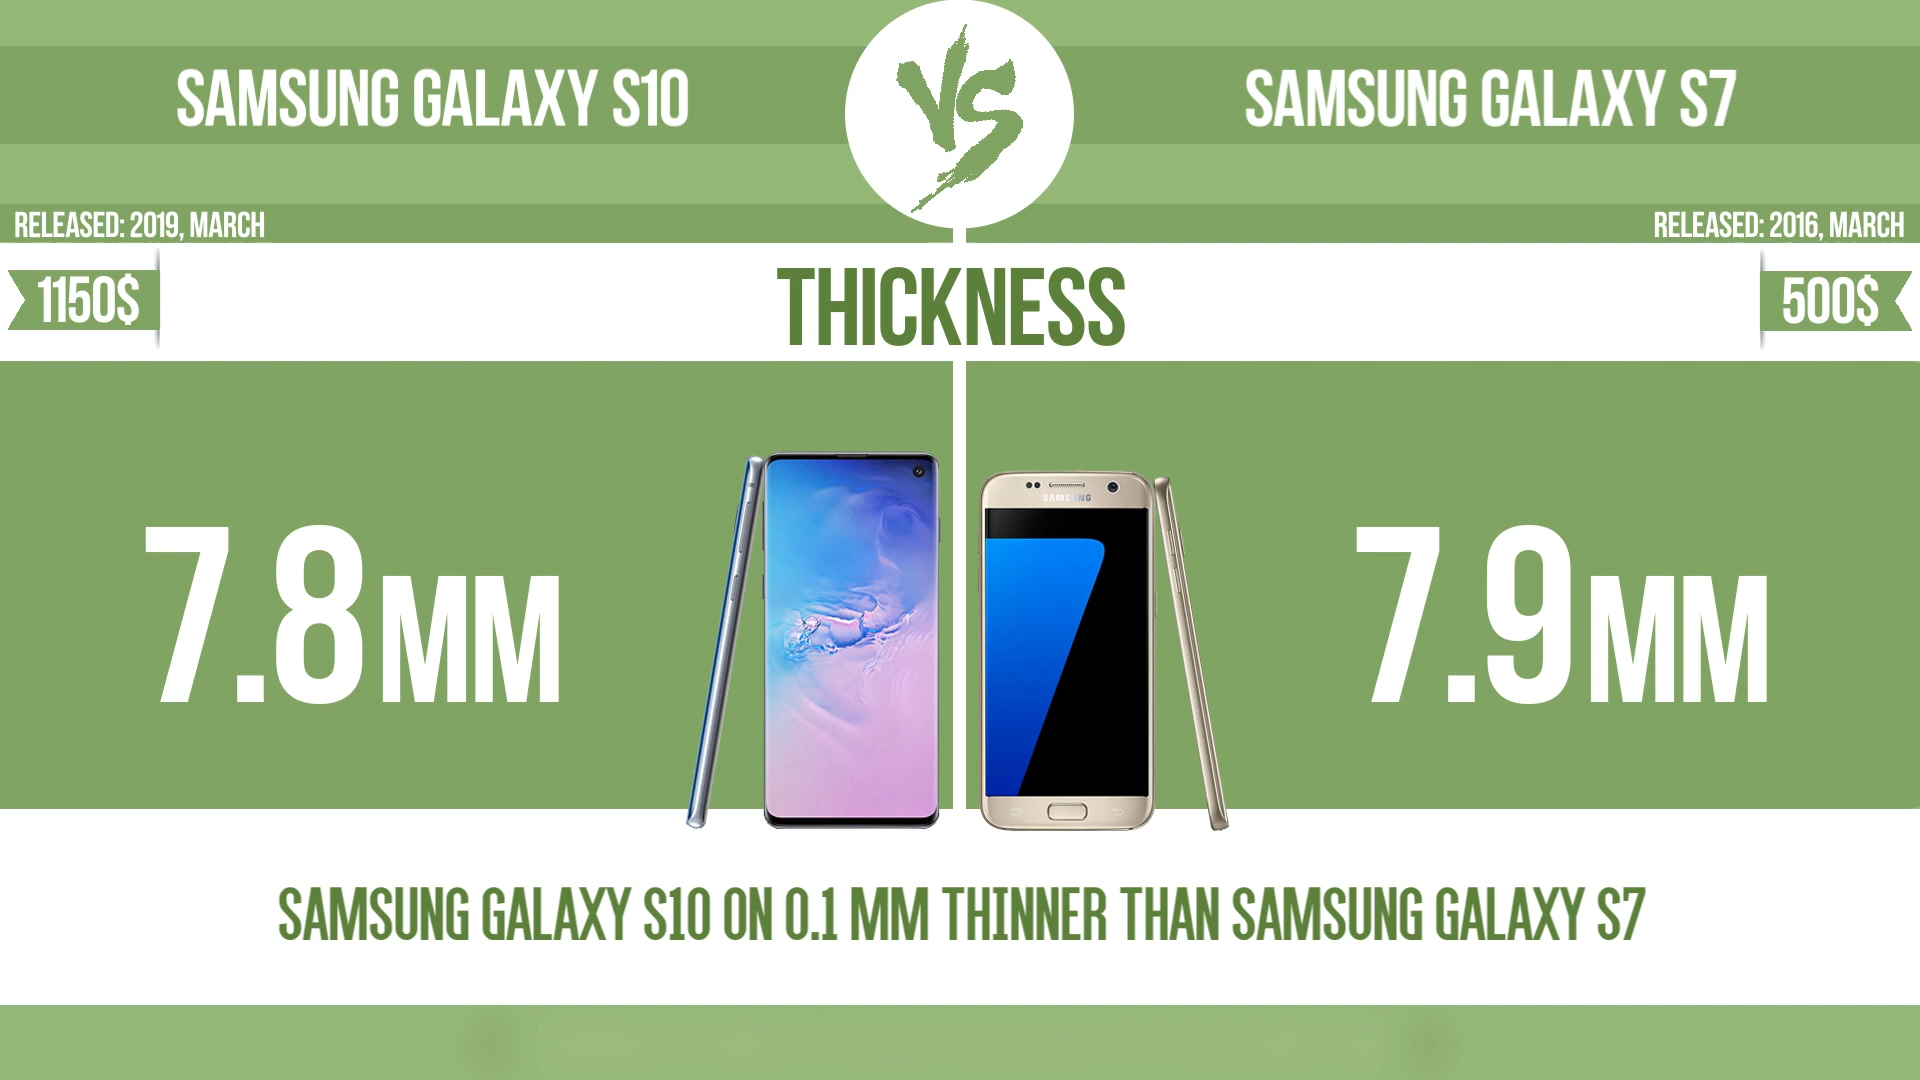 SAMSUNG GALAXY S10
VS
SAMSUNG GALAXY S7
RELEASED: 2019, MARCH
RELEASED: 2016, MARCH
1150$
THICKNESS
500$
7.8MM
SAMSUNG
7.9MM
SAMSUNG GALAXY S10 ON 0.1 MM THINNER THAN SAMSUNG GALAXY S7